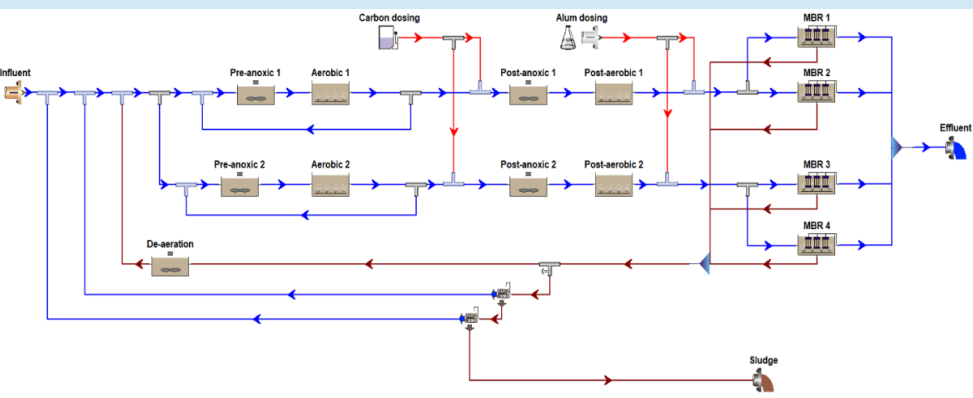 Carbon dosing
Alum dosing
MBR 1
Influent
Pre-anoxic 1
Aerobic 1
Post-anoxic 1
Post-aerobic 1
MBR 2
Effluent
Pre-anoxic 2
Aerobic 2
Post-anoxic 2
Post-aerobic 2
MBR 3
MBR 4
De-aeration
Sludge